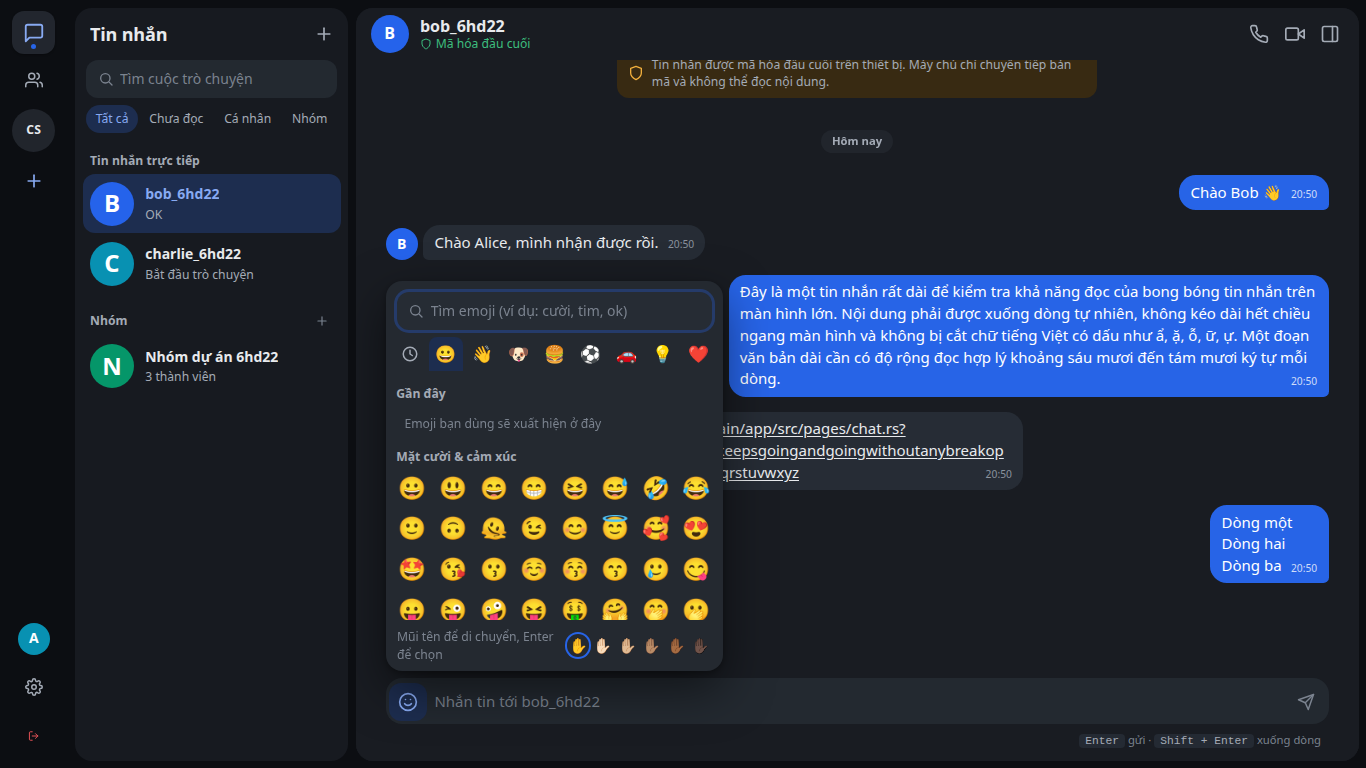 Tin nhắn
Tìm cuộc trò chuyện
Tất cả
Chưa đọc
Cá nhân
Nhóm
CS
Tin nhắn trực tiếp
B
bob_6hd22
OK
C
charlie_6hd22
Bắt đầu trò chuyện
Nhóm
N
Nhóm dự án 6hd22
3 thành viên
A
B
bob_6hd22
Mã hóa đầu cuối
Tin nhắn được mã hóa đầu cuối trên thiết bị. Máy chủ chỉ chuyển tiếp bản
mã và không thể đọc nội dung.
Hôm nay
Chào Bob 👋 20:50
B
Chào Alice, mình nhận được rồi. 20:50
Đây là một tin nhắn rất dài để kiểm tra khả năng đọc của bong bóng tin nhắn trên
màn hình lớn. Nội dung phải được xuống dòng tự nhiên, không kéo dài hết chiều
ngang màn hình và không bị cắt chữ tiếng Việt có dấu như ẩ, ặ, ỗ, ữ, ự. Một đoạn
văn bản dài cần có độ rộng đọc hợp lý khoảng sáu mươi đến tám mươi ký tự mỗi
dòng. 20:50
ain/app/src/pages/chat.rs?
keepsgoingandgoingwithoutanybreakop
qrstuvwxyz 20:50
Dòng một
Dòng hai
Dòng ba 20:50
Tìm emoji (ví dụ: cười, tim, ok)
Gần đây
Emoji bạn dùng sẽ xuất hiện ở đây
Mặt cười & cảm xúc
Mũi tên để di chuyển, Enter
để chọn
Nhắn tin tới bob_6hd22
Enter gửi · Shift + Enter xuống dòng